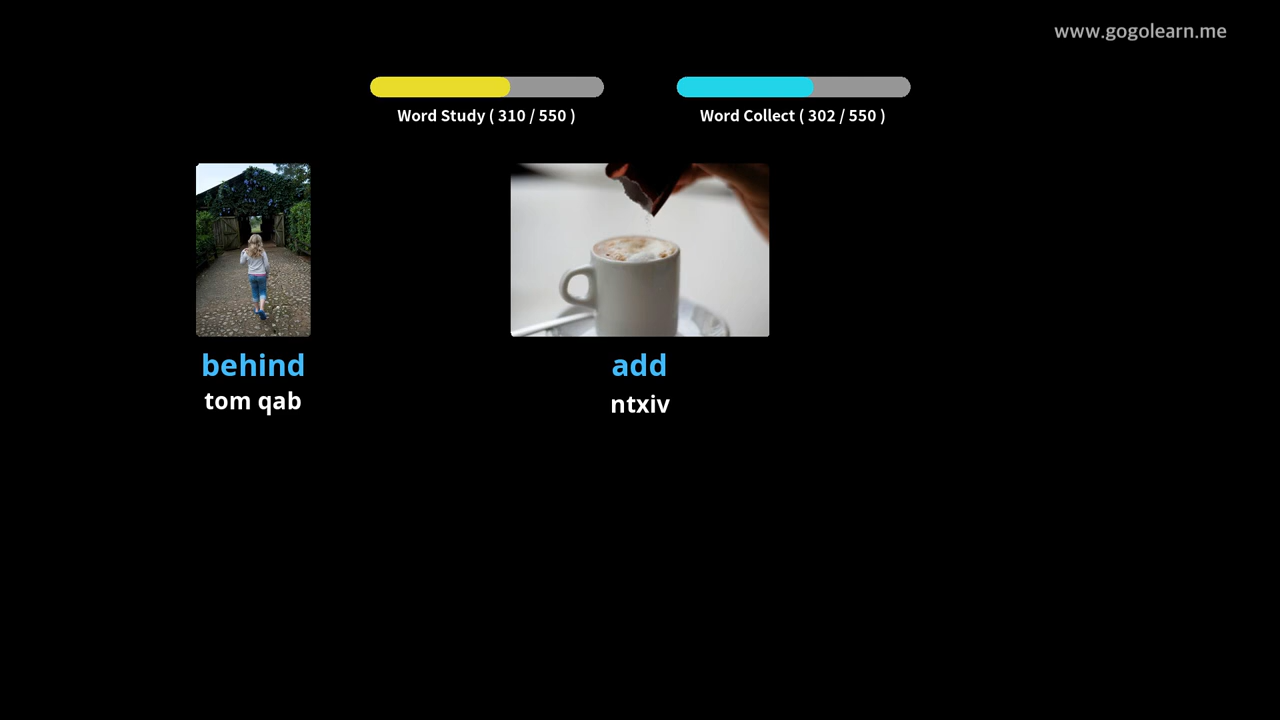 www.gogolearn.me
Word Study ( 310 / 550 )
Word Collect ( 302 / 550 )
behind
tom qab
add
ntxiv